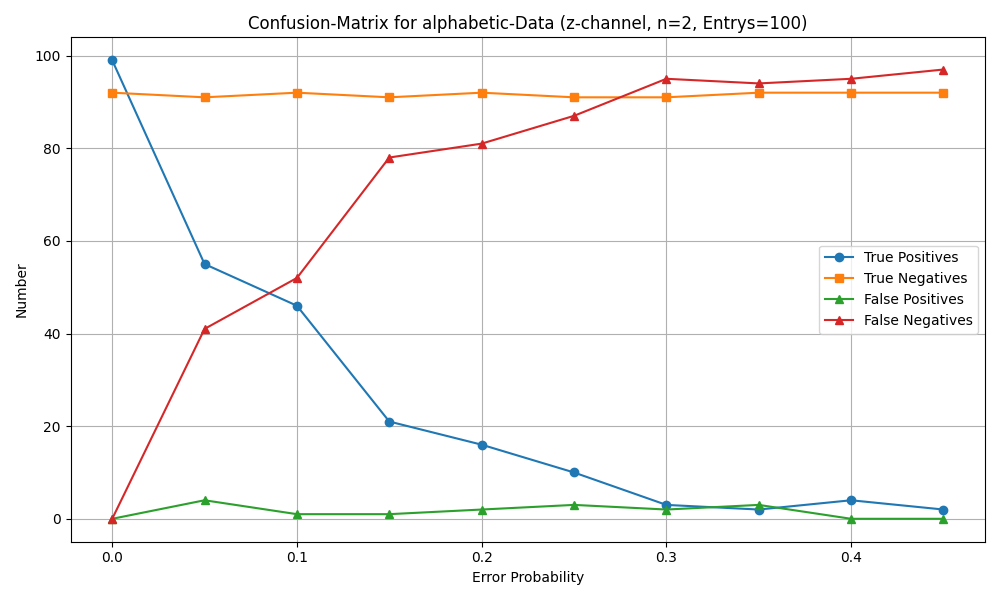 Confusion-Matrix for alphabetic-Data (z-channel, n=2, Entrys=100)
100
80
60
40
20
0
Number
True Positives
True Negatives
False Positives
False Negatives
0.0 0.1 0.2 0.3 0.4
Error Probability